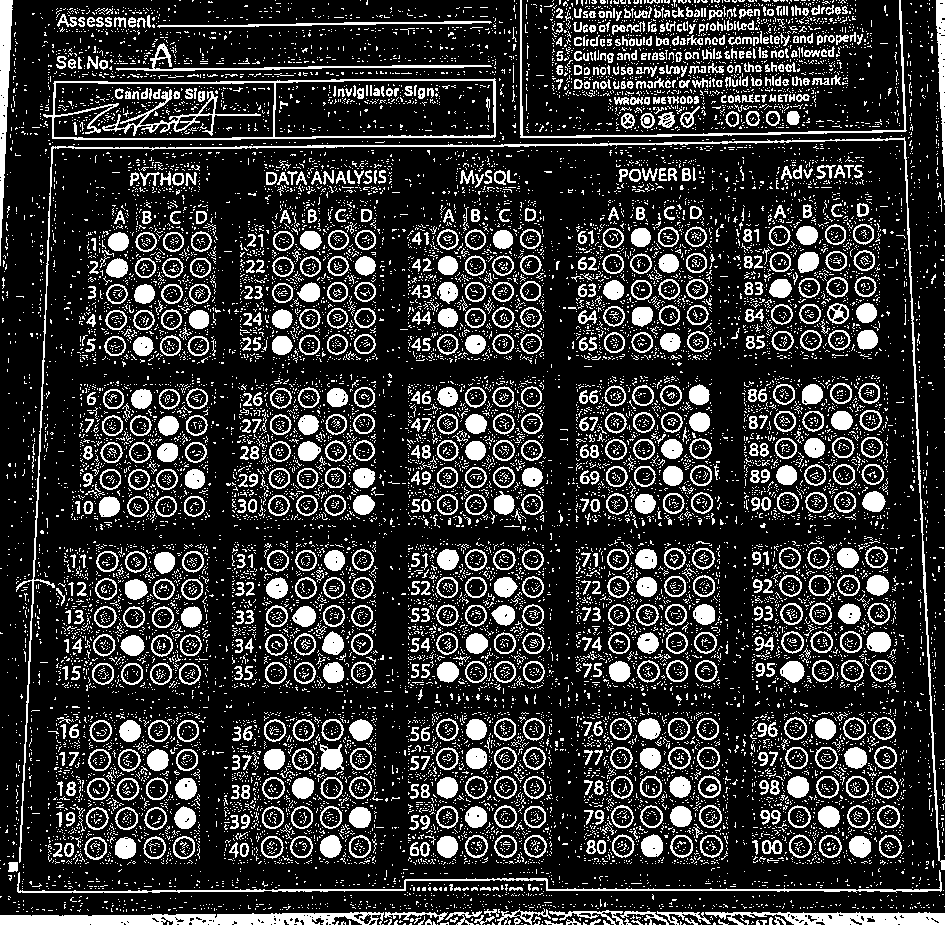 2. Use only blue/ black ball point pen to fill the circles.
Assessment:
3. Use of pencil is strictly prohibited.
4. Circles should be darkened completely and properly.
5. Cutting and erasing on this sheet is not allowed.
Set No: A
6. Do not use any stray marks on the sheet.
7. Do not use marker or white fluid to hide the mark.
Candidate Sign: Invigilator Sign:
WRONG METHODS CORRECT METHOD
PYTHON DATA ANALYSIS MySQL POWER BI Adv STATS
A B C D A B C D A B C D A B C D A B C D
1 21 41 61 81
2 22 42 62 82
3 23 43 63 83
4 24 44 64 84
5 25 45 65 85
6 26 46 66 86
7 27 47 67 87
8 28 48 68 88
9 29 49 69 89
10 30 50 70 90
11 31 51 71 91
12 32 52 72 92
13 33 53 73 93
14 34 54 74 94
15 35 55 75 95
16 36 56 76 96
17 37 57 77 97
18 38 58 78 98
19 39 59 79 99
20 40 60 80 100